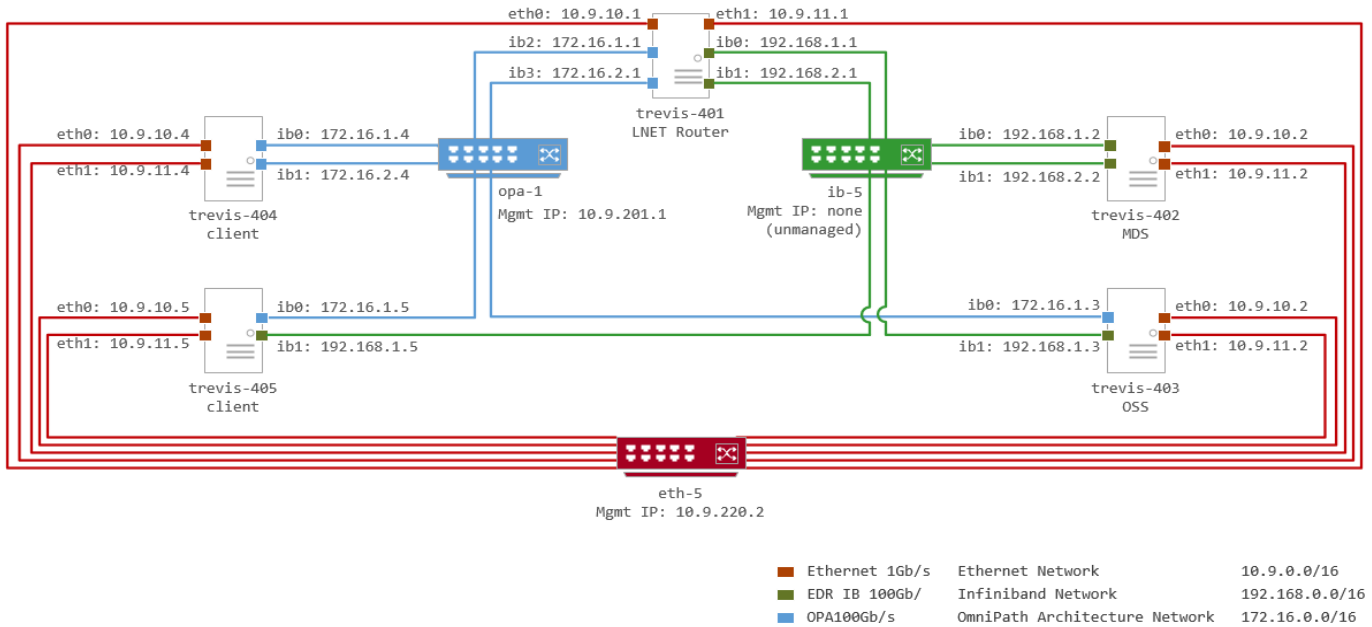 eth0: 10.9.10.1 eth1: 10.9.11.1
ib2: 172.16.1.1 ib0: 192.168.1.1
ib3: 172.16.2.1 ib1: 192.168.2.1
trevis-401
LNET Router
eth0: 10.9.10.4 ib0: 172.16.1.4
eth1: 10.9.11.4 ib1: 172.16.2.4
trevis-404
client
opa-1
Mgmt IP: 10.9.201.1
ib-5
Mgmt IP: none
(unmanaged)
ib0: 192.168.1.2 eth0: 10.9.10.2
ib1: 192.168.2.2 eth1: 10.9.11.2
trevis-402
MDS
eth0: 10.9.10.5 ib0: 172.16.1.5
eth1: 10.9.11.5 ib1: 192.168.1.5
trevis-405
client
ib0: 172.16.1.3 eth0: 10.9.10.2
ib1: 192.168.1.3 eth1: 10.9.11.2
trevis-403
OSS
eth-5
Mgmt IP: 10.9.220.2
Ethernet 1Gb/s Ethernet Network 10.9.0.0/16
EDR IB 100Gb/ Infiniband Network 192.168.0.0/16
OPA100Gb/s OmniPath Architecture Network 172.16.0.0/16